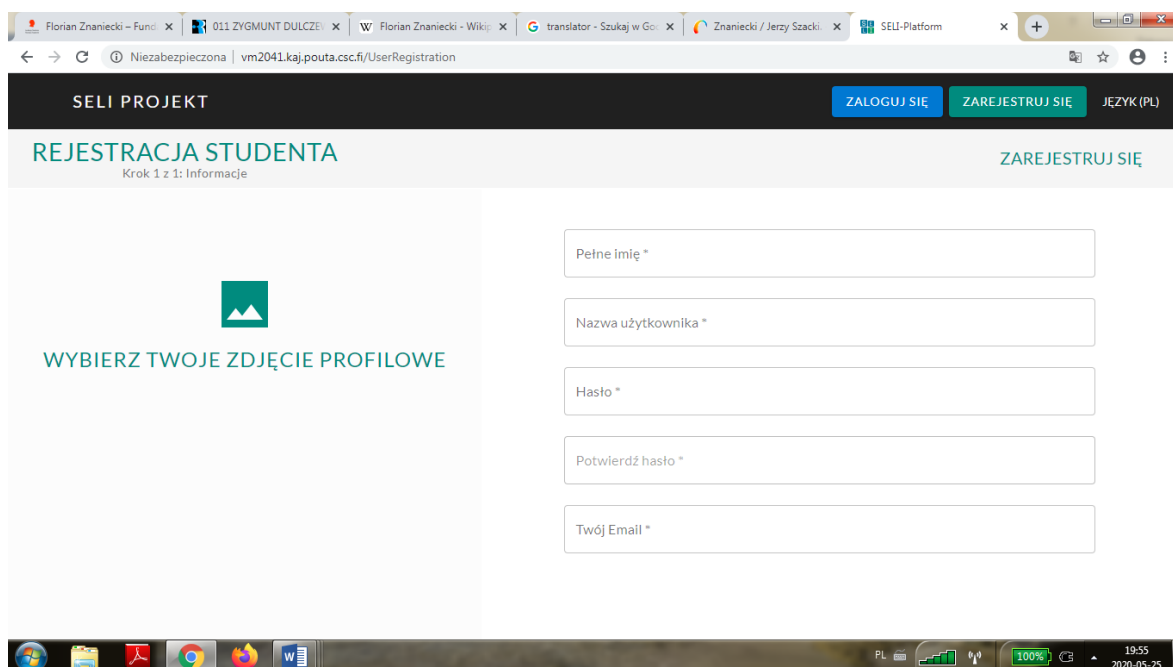 Florian Znaniecki – Fund
011 ZYGMUNT DULCZE
Florian Znaniecki - Wikip
translator - Szukaj w Go
Znaniecki / Jerzy Szacki.
SELI-Platform
Niezabezpieczona | vm2041.kaj.pouta.csc.fi/UserRegistration
SELI PROJEKT
ZALOGUJ SIĘ
ZAREJESTRUJ SIĘ
JĘZYK (PL)
REJESTRACJA STUDENTA
Krok 1 z 1: Informacje
ZAREJESTRUJ SIĘ
WYBIERZ TWOJE ZDJĘCIE PROFILOWE
Pełne imię *
Nazwa użytkownika *
Hasło *
Potwierdź hasło *
Twój Email *
PL
100%
19:55
2020-05-25